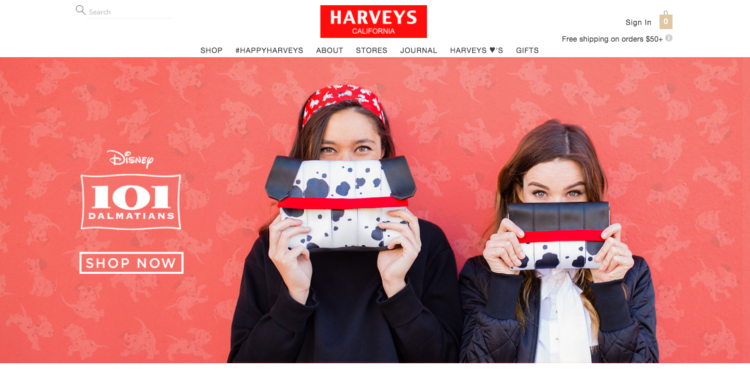 Search
HARVEYS
CALIFORNIA
Sign In
0
Free shipping on orders $50+
SHOP #HAPPYHARVEYS ABOUT STORES JOURNAL HARVEYS ♥'S GIFTS
Disney
101
DALMATIANS
SHOP NOW